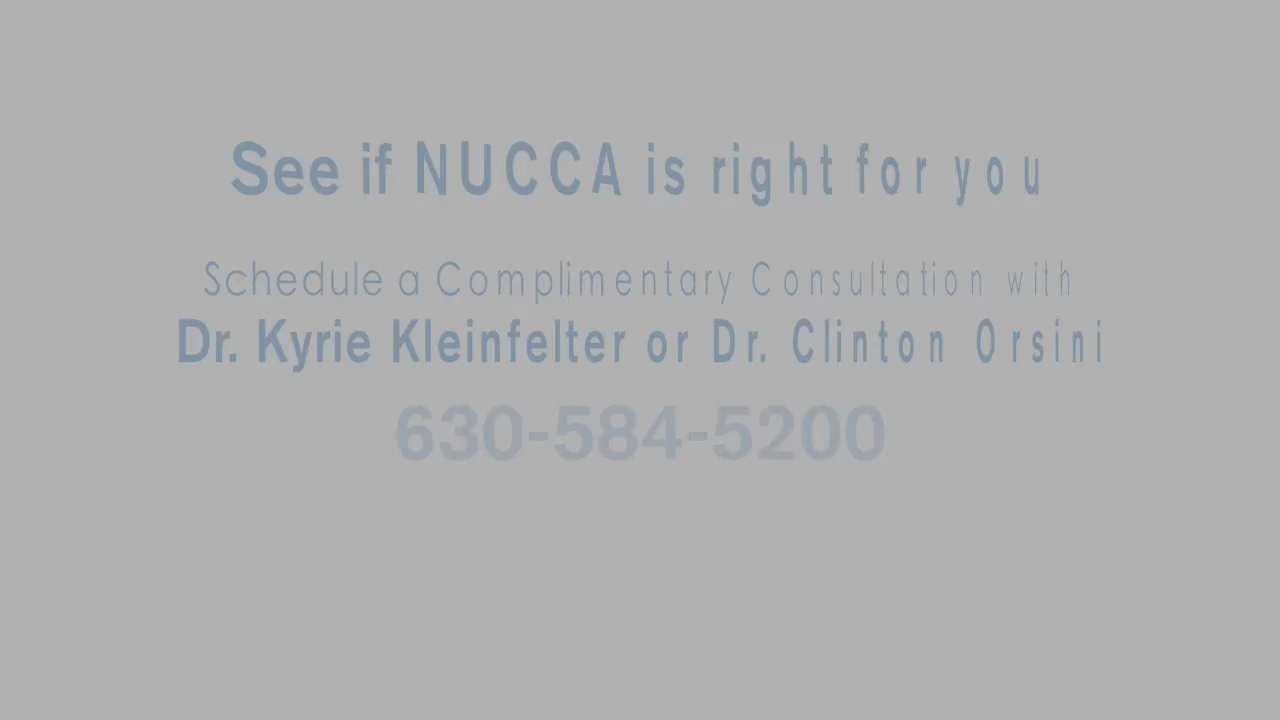 See if NUCCA is right for you
Schedule a Complimentary Consultation with
Dr. Kyrie Kleinfelter or Dr. Clinton Orsini
630-584-5200